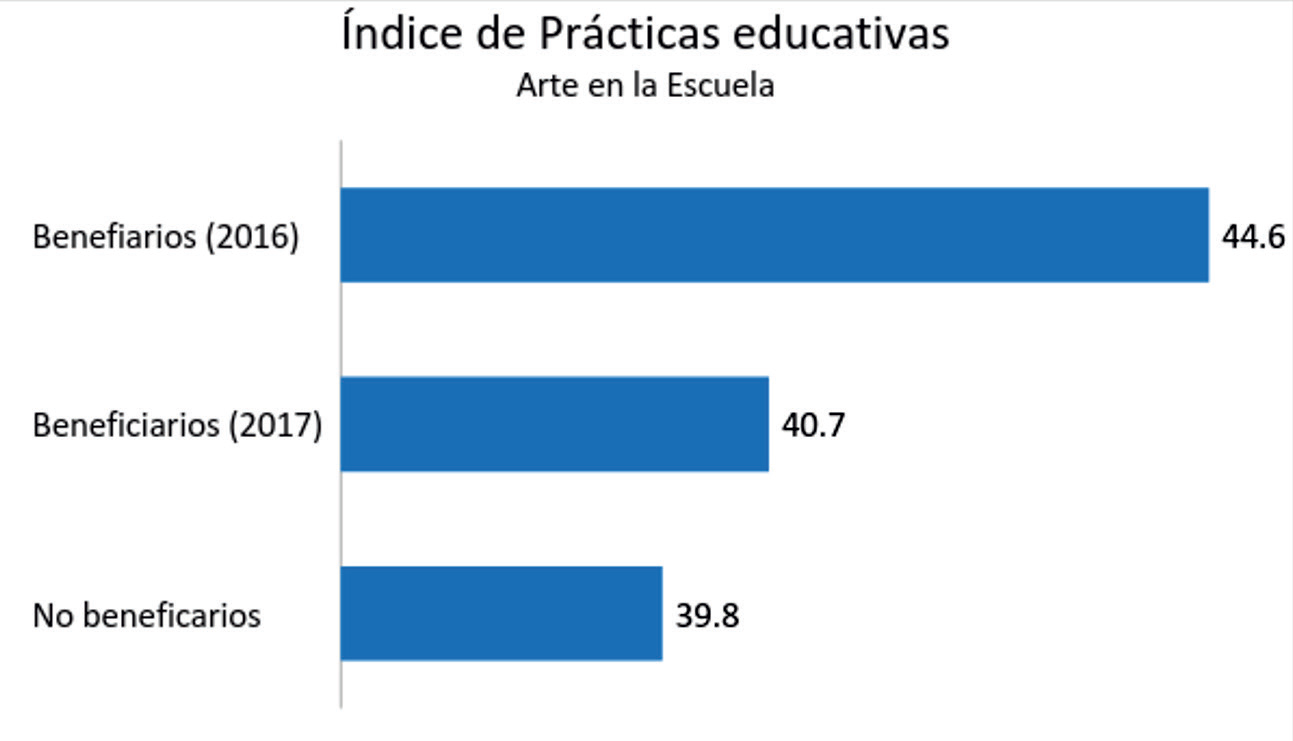 Índice de Prácticas educativas
Arte en la Escuela
Benefiarios (2016)
44.6
Beneficiarios (2017)
40.7
No beneficarios
39.8